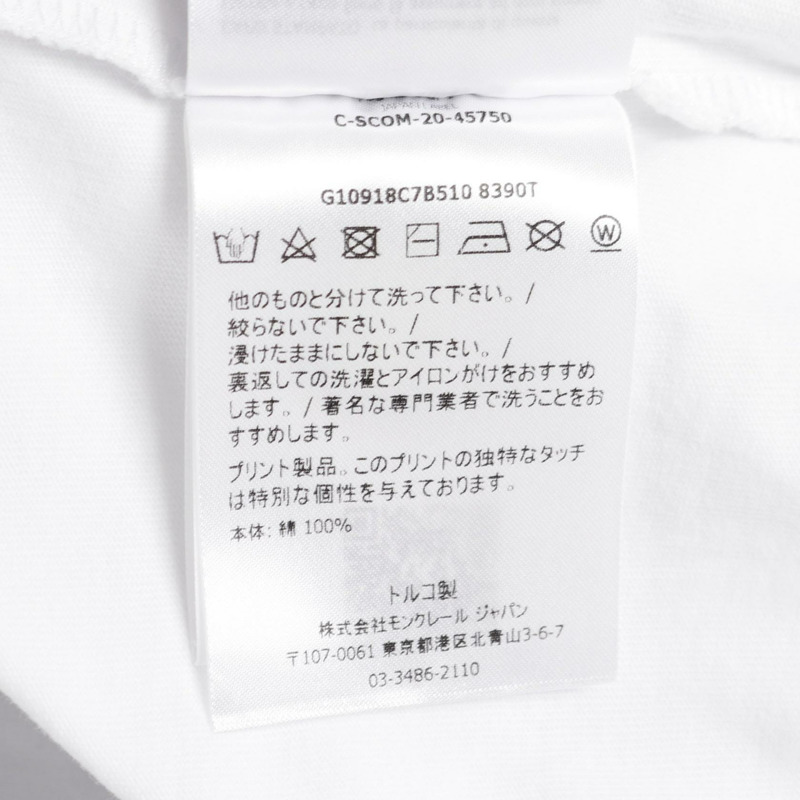 C-SCOM-20-45750
G10918C7B510 8390T
W
他のものと分けて洗って下さい。/
絞らないで下さい。/
浸けたままにしないで下さい。/
裏返しての洗濯とアイロンがけをおすすめ
します。/ 著名な専門業者で洗うことをお
すすめします。
プリント製品。このプリントの独特なタッチ
は特別な個性を与えております。
本体: 綿 100%
トルコ製
株式会社モンクレール ジャパン
〒107-0061 東京都港区北青山3-6-7
03-3486-2110